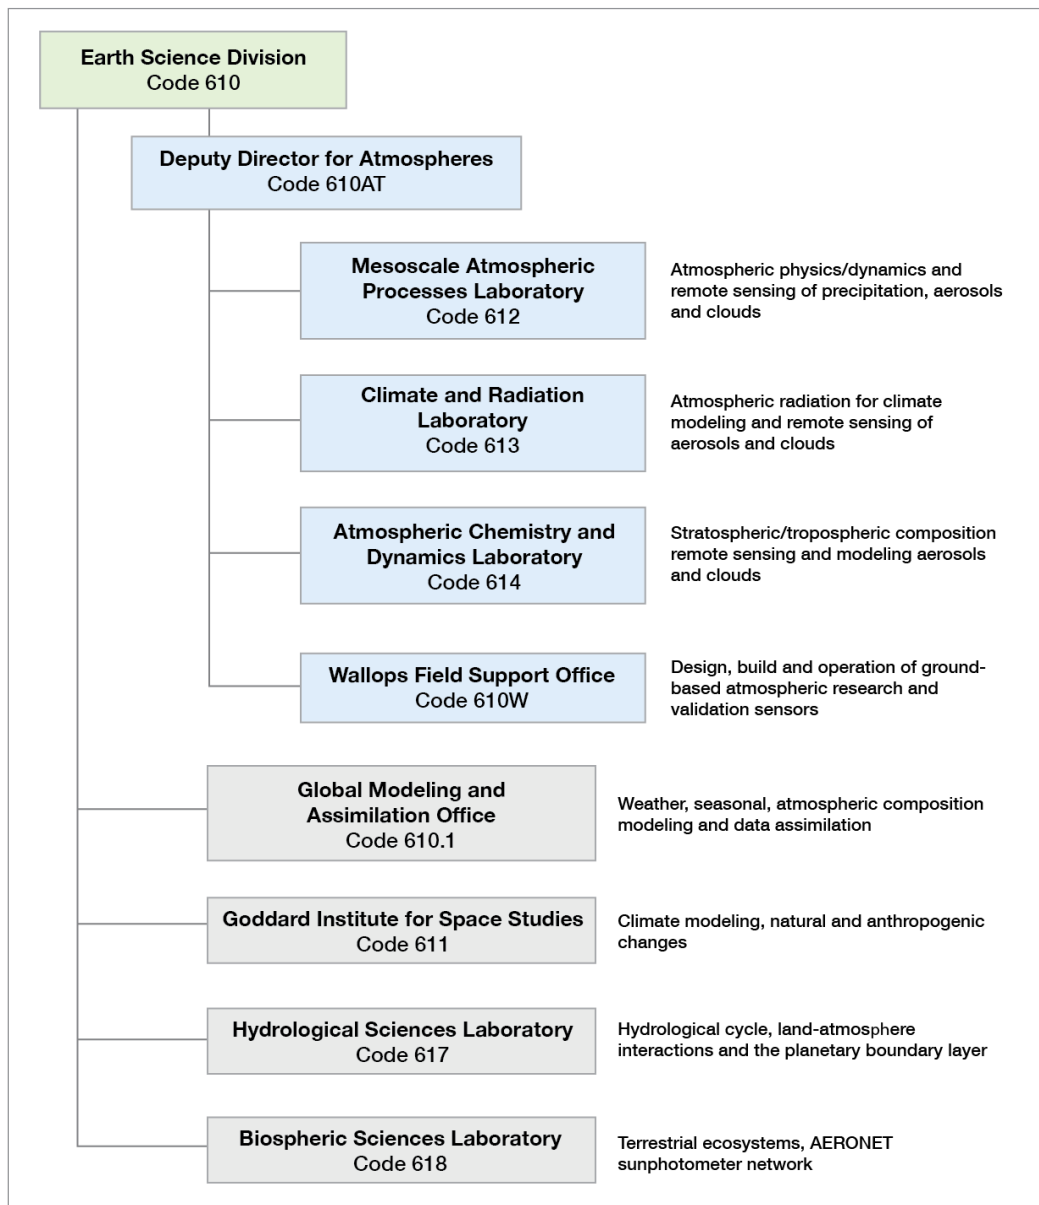 Earth Science Division
Code 610
Deputy Director for Atmospheres
Code 610AT
Mesoscale Atmospheric
Processes Laboratory
Code 612
Atmospheric physics/dynamics and
remote sensing of precipitation, aerosols
and clouds
Climate and Radiation
Laboratory
Code 613
Atmospheric radiation for climate
modeling and remote sensing of
aerosols and clouds
Atmospheric Chemistry and
Dynamics Laboratory
Code 614
Stratospheric/tropospheric composition
remote sensing and modeling aerosols
and clouds
Wallops Field Support Office
Code 610W
Design, build and operation of ground-
based atmospheric research and
validation sensors
Global Modeling and
Assimilation Office
Code 610.1
Weather, seasonal, atmospheric composition
modeling and data assimilation
Goddard Institute for Space Studies
Code 611
Climate modeling, natural and anthropogenic
changes
Hydrological Sciences Laboratory
Code 617
Hydrological cycle, land-atmosphere
interactions and the planetary boundary layer
Biospheric Sciences Laboratory
Code 618
Terrestrial ecosystems, AERONET
sunphotometer network